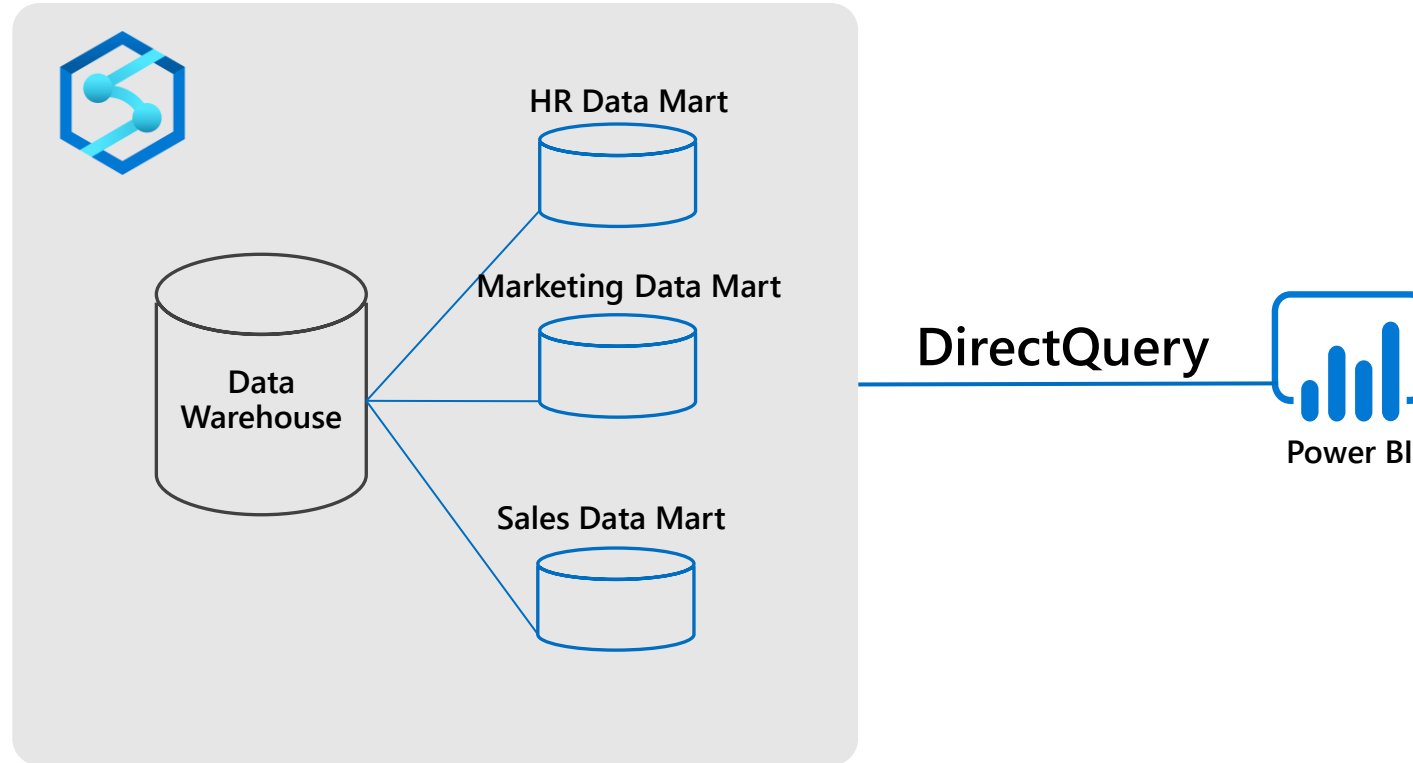 HR Data Mart
Marketing Data Mart
Data
Warehouse
Sales Data Mart
DirectQuery
Power BI